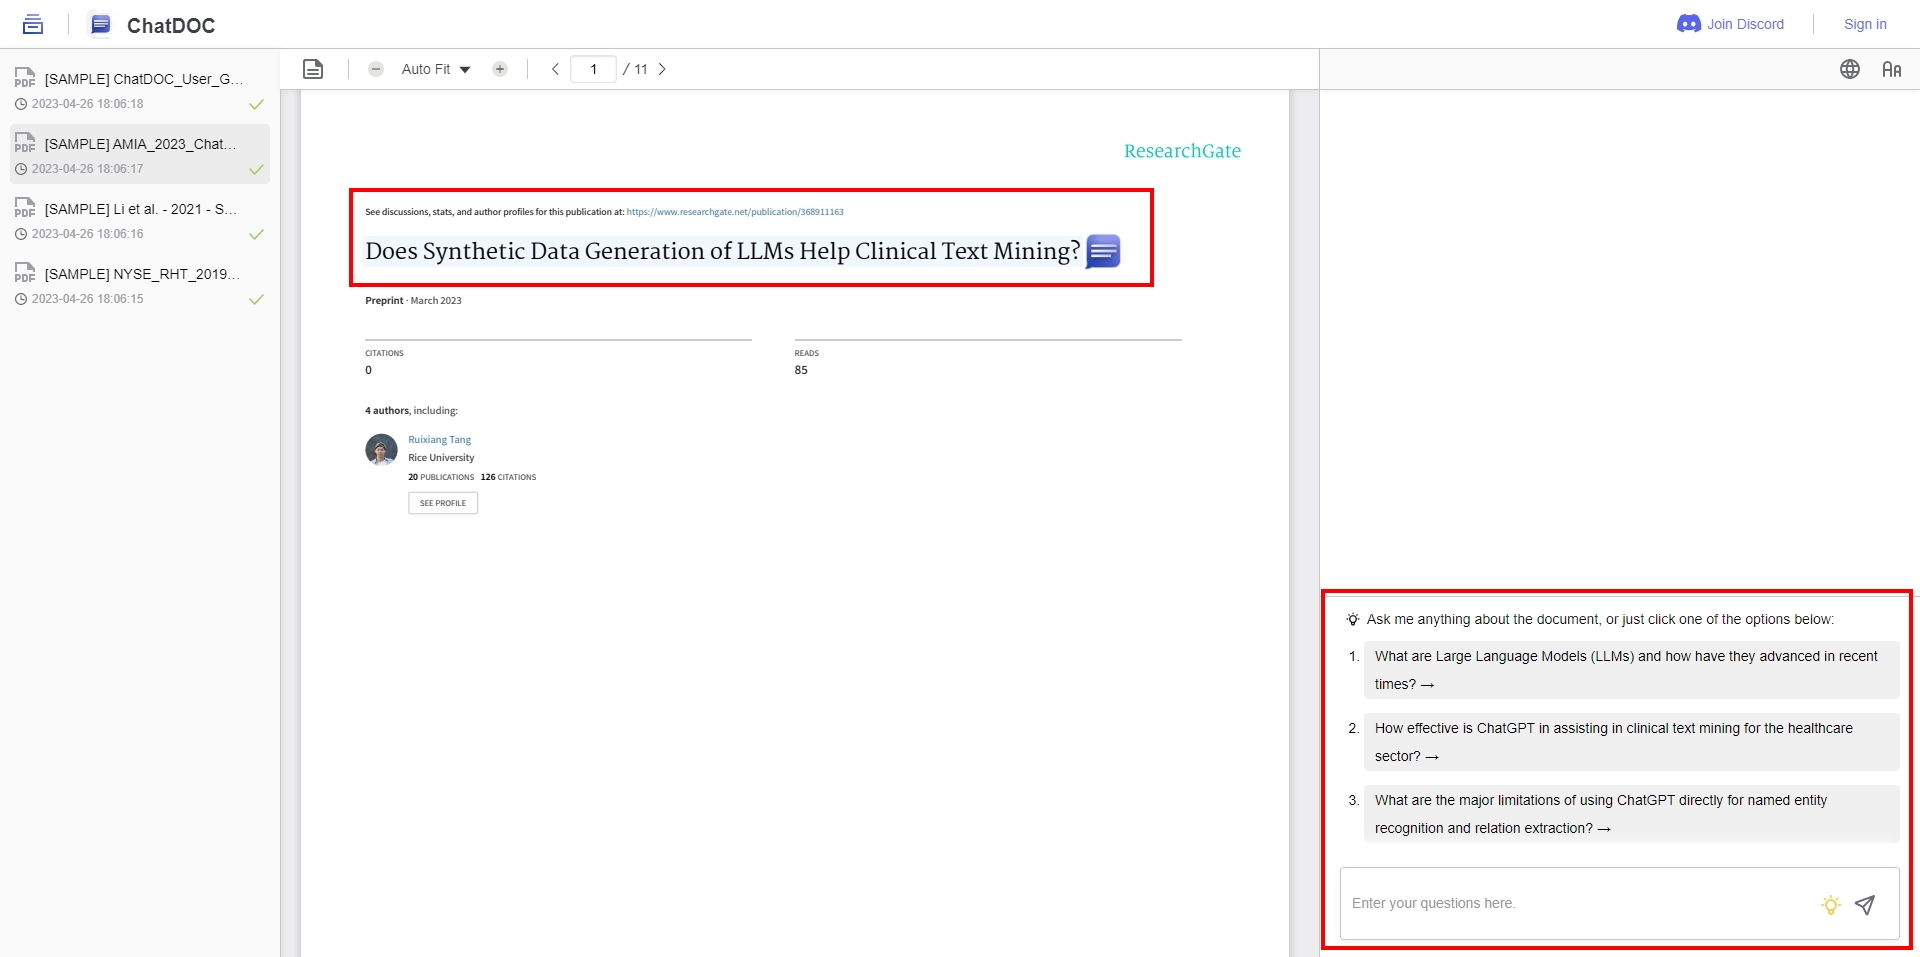 ChatDOC
Join Discord
Sign in
[SAMPLE] ChatDOC_User_G...
2023-04-26 18:06:18
[SAMPLE] AMIA_2023_Chat...
2023-04-26 18:06:17
[SAMPLE] Li et al. - 2021 - S...
2023-04-26 18:06:16
[SAMPLE] NYSE_RHT_2019...
2023-04-26 18:06:15
PDF
PDF
PDF
PDF
Auto Fit
1 / 11
AA
ResearchGate
See discussions, stats, and author profiles for this publication at: https://www.researchgate.net/publication/368911163
Does Synthetic Data Generation of LLMs Help Clinical Text Mining?
Preprint · March 2023
CITATIONS
0
READS
85
4 authors, including:
Ruixiang Tang
Rice University
20 PUBLICATIONS 126 CITATIONS
SEE PROFILE
Ask me anything about the document, or just click one of the options below:
1. What are Large Language Models (LLMs) and how have they advanced in recent
times? →
2. How effective is ChatGPT in assisting in clinical text mining for the healthcare
sector? →
3. What are the major limitations of using ChatGPT directly for named entity
recognition and relation extraction? →
Enter your questions here.